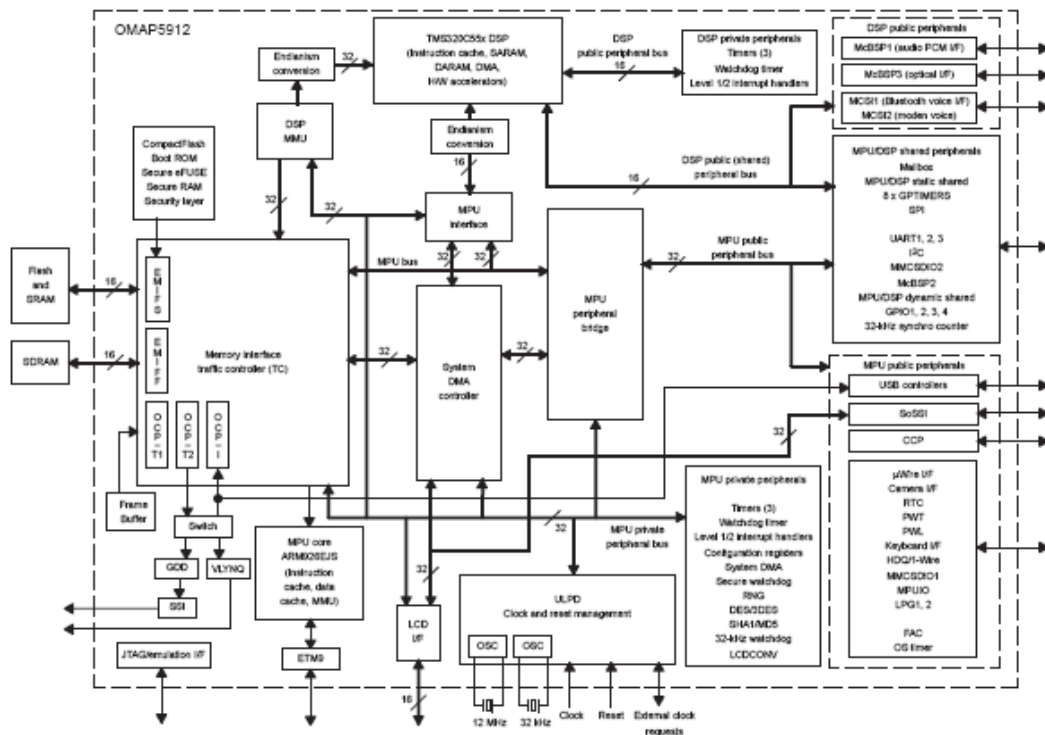 OMAP5912
TMS320C55x DSP
(Instruction cache, SARAM,
DARAM, DMA,
H/W accelerators)
Endianism
conversion
32
DSP
public peripheral bus
16
DSP private peripherals
Timers (3)
Watchdog timer
Level 1/2 interrupt handlers
DSP public peripherals
McBSP1 (audio PCM I/F)
McBSP3 (optical I/F)
MCSI1 (Bluetooth voice I/F)
MCSI2 (modem voice)
DSP
MMU
Endianism
conversion
16
CompactFlash
Boot ROM
Secure eFUSE
Secure RAM
Security layer
32
32
MPU
interface
DSP public (shared)
peripheral bus
16
MPU/DSP shared peripherals
Mailbox
MPU/DSP static shared
8 x GPTIMERS
SPI
UART1, 2, 3
I²C
MMCSDIO2
McBSP2
MPU/DSP dynamic shared
GPIO1, 2, 3, 4
32-kHz synchro counter
MPU bus
32
32
MPU public
peripheral bus
32
Flash
and
SRAM
16
EMIFS
SDRAM
16
EMIFF
Memory interface
traffic controller (TC)
32
System
DMA
controller
32
MPU
peripheral
bridge
OCP-T1
OCP-T2
OCP-I
MPU public peripherals
USB controllers
SoSSI
CCP
32
µWire I/F
Camera I/F
RTC
PWT
PWL
Keyboard I/F
HDQ/1-Wire
MMCSDIO1
MPUIO
LPG1, 2
FAC
OS timer
Frame
Buffer
Switch
GDD
VLYNQ
SSI
MPU core
ARM926EJS
(Instruction
cache, data
cache, MMU)
32
MPU private
peripheral bus
MPU private peripherals
Timers (3)
Watchdog timer
Level 1/2 interrupt handlers
Configuration registers
System DMA
Secure watchdog
RNG
DES/3DES
SHA1/MD5
32-kHz watchdog
LCDCONV
32
LCD
I/F
ULPD
Clock and reset management
OSC
OSC
JTAG/emulation I/F
ETM9
16
12 MHz
32 kHz
Clock
Reset
External clock
requests